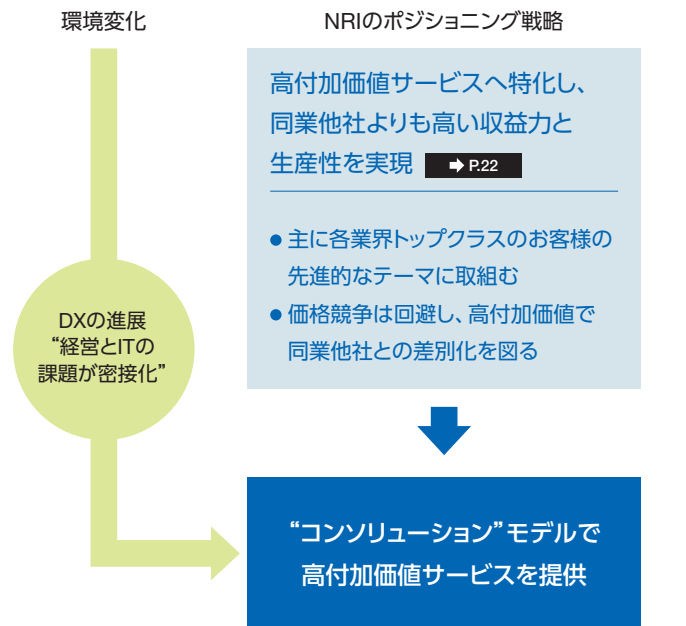 環境変化
NRIのポジショニング戦略
高付加価値サービスへ特化し、
同業他社よりも高い収益力と
生産性を実現 ➡ P.22
● 主に各業界トップクラスのお客様の
先進的なテーマに取組む
● 価格競争は回避し、高付加価値で
同業他社との差別化を図る
DXの進展
“経営とITの
課題が密接化”
“コンソリューション”モデルで
高付加価値サービスを提供